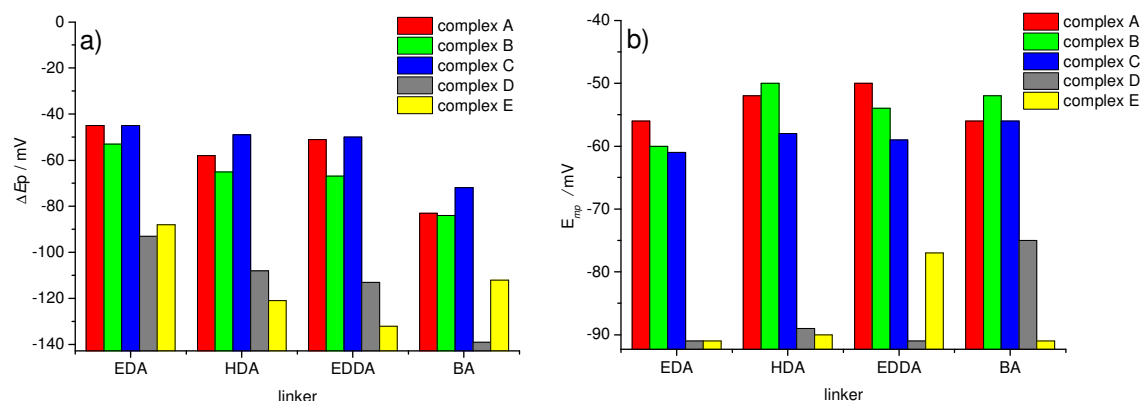 a)
complex A
complex B
complex C
complex D
complex E
0
-20
-40
-60
-80
-100
-120
-140
ΔEp / mV
EDA HDA EDDA BA
linker
b)
complex A
complex B
complex C
complex D
complex E
-40
-50
-60
-70
-80
-90
E mp / mV
EDA HDA EDDA BA
linker